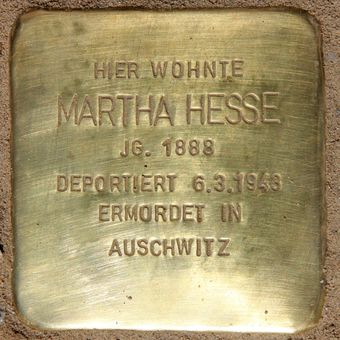 HIER WOHNTE
MARTHA HESSE
JG. 1888
DEPORTIERT 6.3.1943
ERMORDET IN
AUSCHWITZ